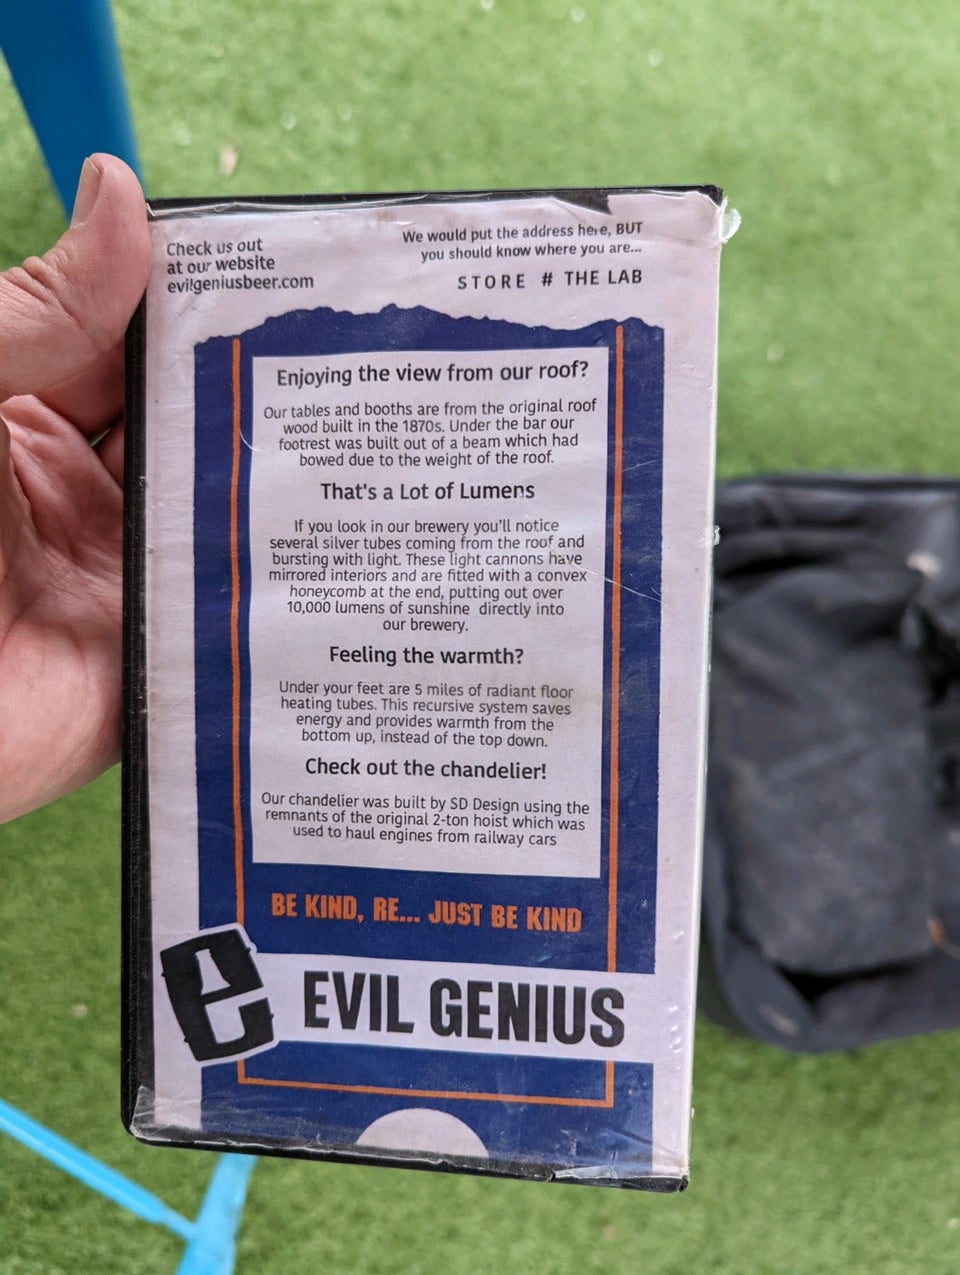 Check us out
at our website
evilgeniusbeer.com
We would put the address here, BUT
you should know where you are...
STORE # THE LAB
Enjoying the view from our roof?
Our tables and booths are from the original roof
wood built in the 1870s. Under the bar our
footrest was built out of a beam which had
bowed due to the weight of the roof.
That's a Lot of Lumens
If you look in our brewery you'll notice
several silver tubes coming from the roof and
bursting with light. These light cannons have
mirrored interiors and are fitted with a convex
honeycomb at the end, putting out over
10,000 lumens of sunshine directly into
our brewery.
Feeling the warmth?
Under your feet are 5 miles of radiant floor
heating tubes. This recursive system saves
energy and provides warmth from the
bottom up, instead of the top down.
Check out the chandelier!
Our chandelier was built by SD Design using the
remnants of the original 2-ton hoist which was
used to haul engines from railway cars
BE KIND, RE... JUST BE KIND
e
EVIL GENIUS